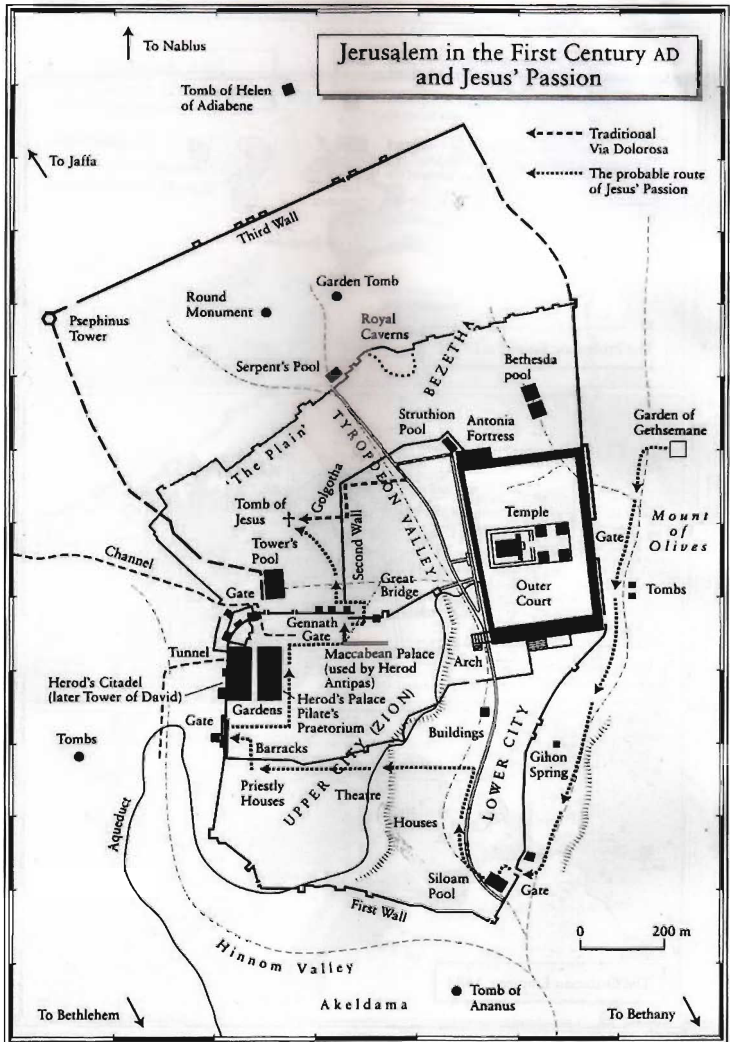 To Nablus
Jerusalem in the First Century AD
and Jesus' Passion
Tomb of Helen
of Adiabene
Traditional
Via Dolorosa
To Jaffa
The probable route
of Jesus' Passion
Third Wall
Garden Tomb
Round
Monument
Psephinus
Tower
Royal
Caverns
BEZETHA
Serpent's Pool
Bethesda
pool
Struthion
Pool
Antonia
Fortress
Garden of
Gethsemane
'The Plain'
TYROPOEON VALLEY
Golgotha
Tomb of
Jesus
Second Wall
Temple
Mount
of
Olives
Gate
Channel
Tower's
Pool
Great
Bridge
Outer
Court
Tombs
Gate
Gennath
Gate
Tunnel
Maccabean Palace
(used by Herod
Antipas)
Arch
Herod's Citadel
(later Tower of David)
Gardens
Herod's Palace
Pilate's
Praetorium
Gate
Barracks
UPPER CITY (ZION)
Buildings
LOWER CITY
Tombs
Gihon
Spring
Priestly
Houses
Theatre
Aqueduct
Houses
Siloam
Pool
Gate
First Wall
0 200 m
Hinnom Valley
Tomb of
Ananus
Akeldama
To Bethlehem
To Bethany